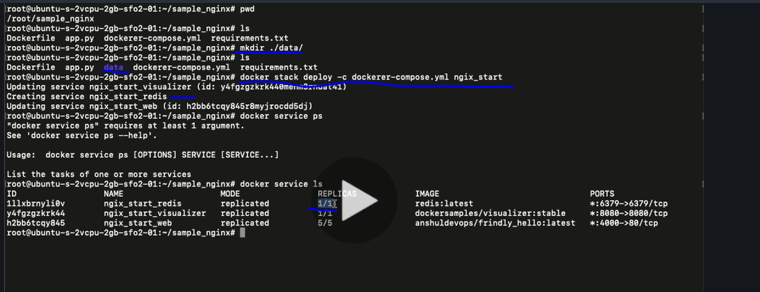 root@ubuntu-s-2vcpu-2gb-sfo2-01:~/sample_nginx# pwd
/root/sample_nginx
root@ubuntu-s-2vcpu-2gb-sfo2-01:~/sample_nginx# ls
Dockerfile app.py dockerer-compose.yml requirements.txt
root@ubuntu-s-2vcpu-2gb-sfo2-01:~/sample_nginx# mkdir ./data/
root@ubuntu-s-2vcpu-2gb-sfo2-01:~/sample_nginx# ls
Dockerfile app.py data dockerer-compose.yml requirements.txt
root@ubuntu-s-2vcpu-2gb-sfo2-01:~/sample_nginx# docker stack deploy -c dockerer-compose.yml ngix_start
Updating service ngix_start_visualizer (id:
Creating service ngix_start_redis
Updating service ngix_start_web (id: h2bb6tcqy845r8myjrocdd5dj)
root@ubuntu-s-2vcpu-2gb-sfo2-01:~/sample_nginx# docker service ps
"docker service ps" requires at least 1 argument.
See 'docker service ps --help'.
Usage: docker service ps [OPTIONS] SERVICE [SERVICE...]
List the tasks of one or more services
root@ubuntu-s-2vcpu-2gb-sfo2-01:~/sample_nginx# docker service ls
ID NAME MODE REPLICAS IMAGE PORTS
1llxbrnyli0v ngix_start_redis replicated 1/1 redis:latest *:6379->6379/tcp
y4fgzgzkrk44 ngix_start_visualizer replicated 1/1 dockersamples/visualizer:stable *:8080->8080/tcp
h2bb6tcqy845 ngix_start_web replicated 5/5 anshuldevops/frindly_hello:latest *:4000->80/tcp
root@ubuntu-s-2vcpu-2gb-sfo2-01:~/sample_nginx#